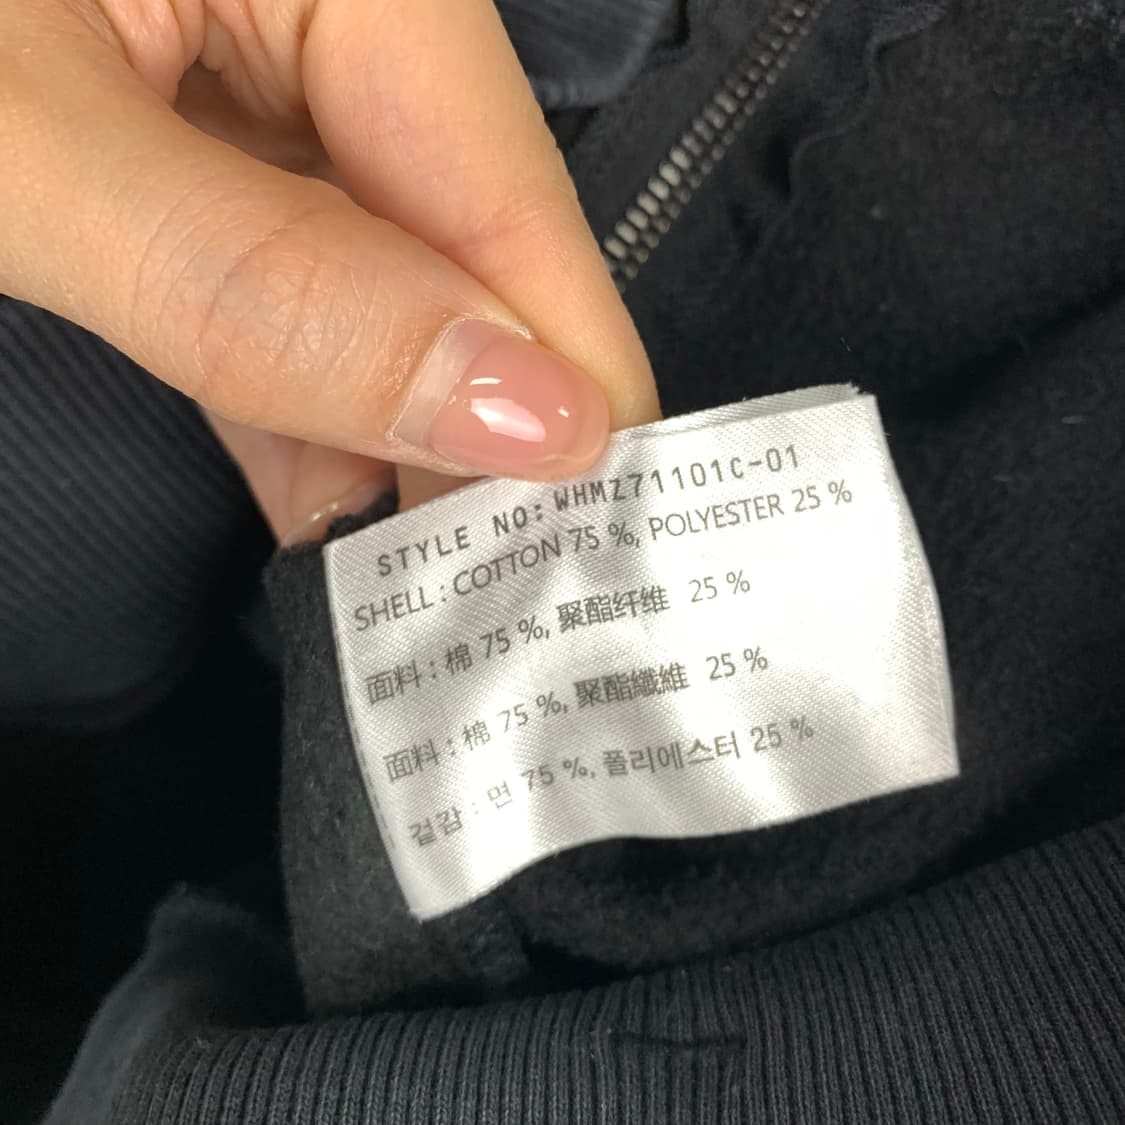 STYLE NO: WHMZ71101C-01
SHELL : COTTON 75 %, POLYESTER 25 %
面料 : 棉 75 %, 聚酯纤维 25 %
面料 : 棉 75 %, 聚酯纖維 25 %
겉감 : 면 75 %, 폴리에스터 25 %